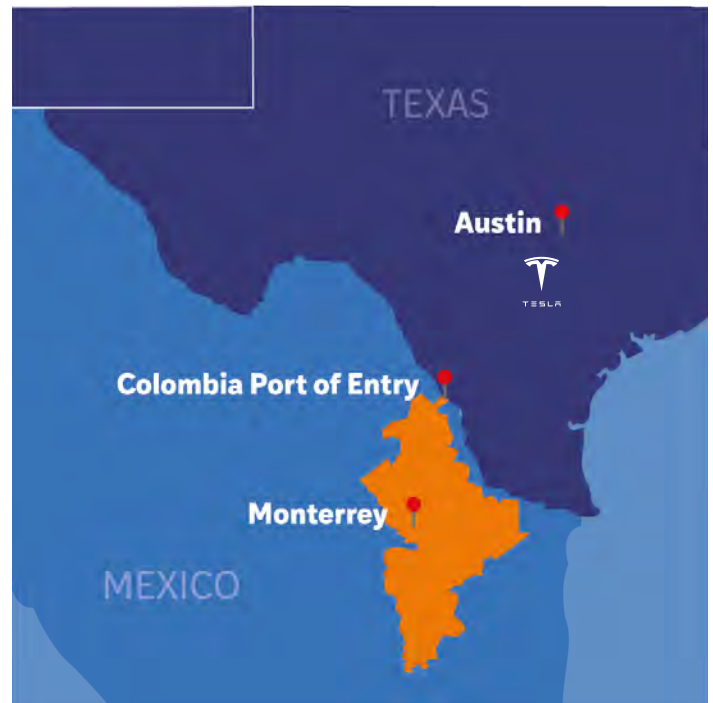 TEXAS
Austin
TESLA
Colombia Port of Entry
Monterrey
MEXICO